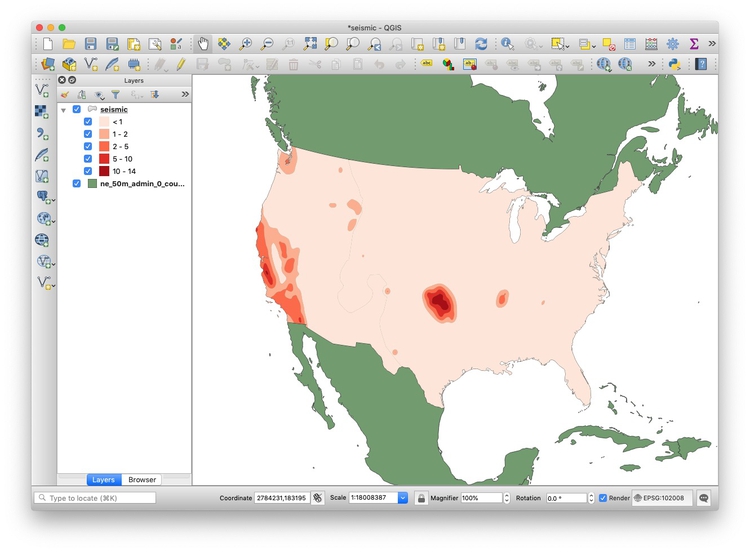 *seismic - QGIS
Layers
seismic
< 1
1 - 2
2 - 5
5 - 10
10 - 14
ne_50m_admin_0_cou...
Layers Browser
Type to locate (⌘K) Coordinate 2784231,183195 Scale 1:18008387 Magnifier 100% Rotation 0.0 ° Render EPSG:102008